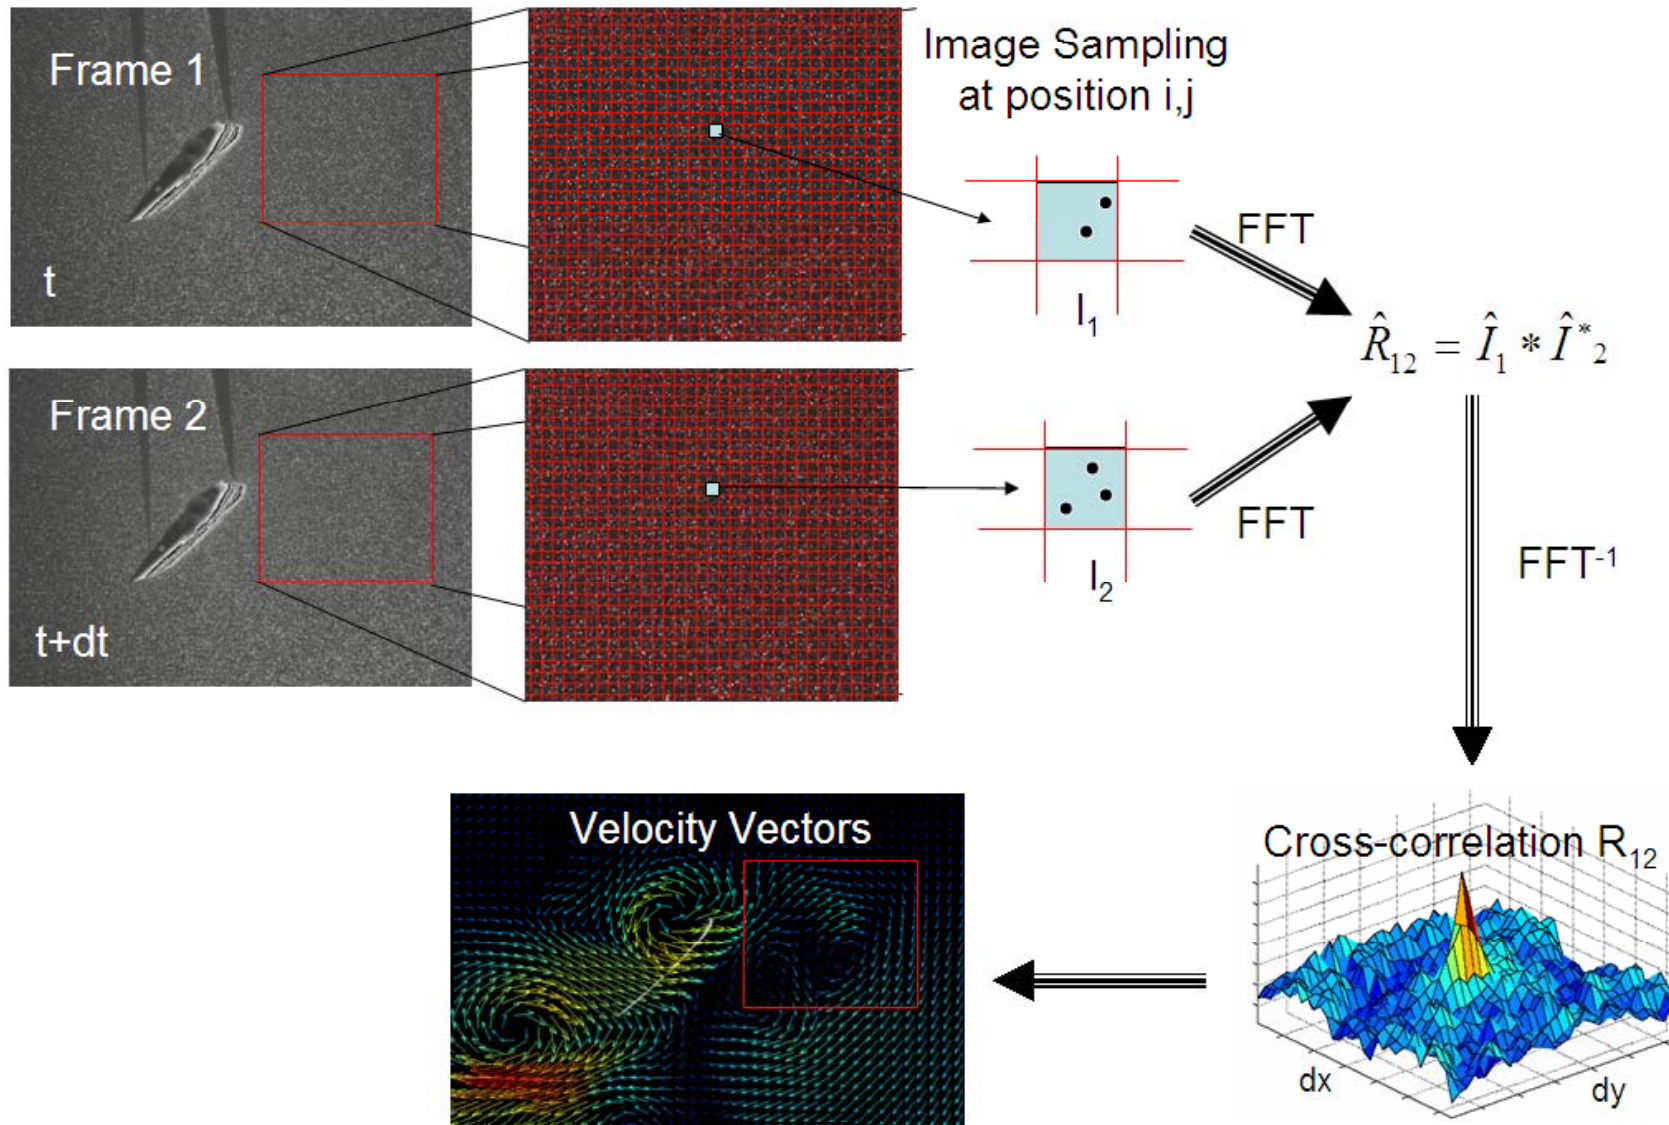 Frame 1
t
Image Sampling
at position i,j
I₁
FFT
R̂₁₂ = Î₁ * Î*₂
Frame 2
t+dt
I₂
FFT
FFT⁻¹
Velocity Vectors
Cross-correlation R₁₂
dx
dy